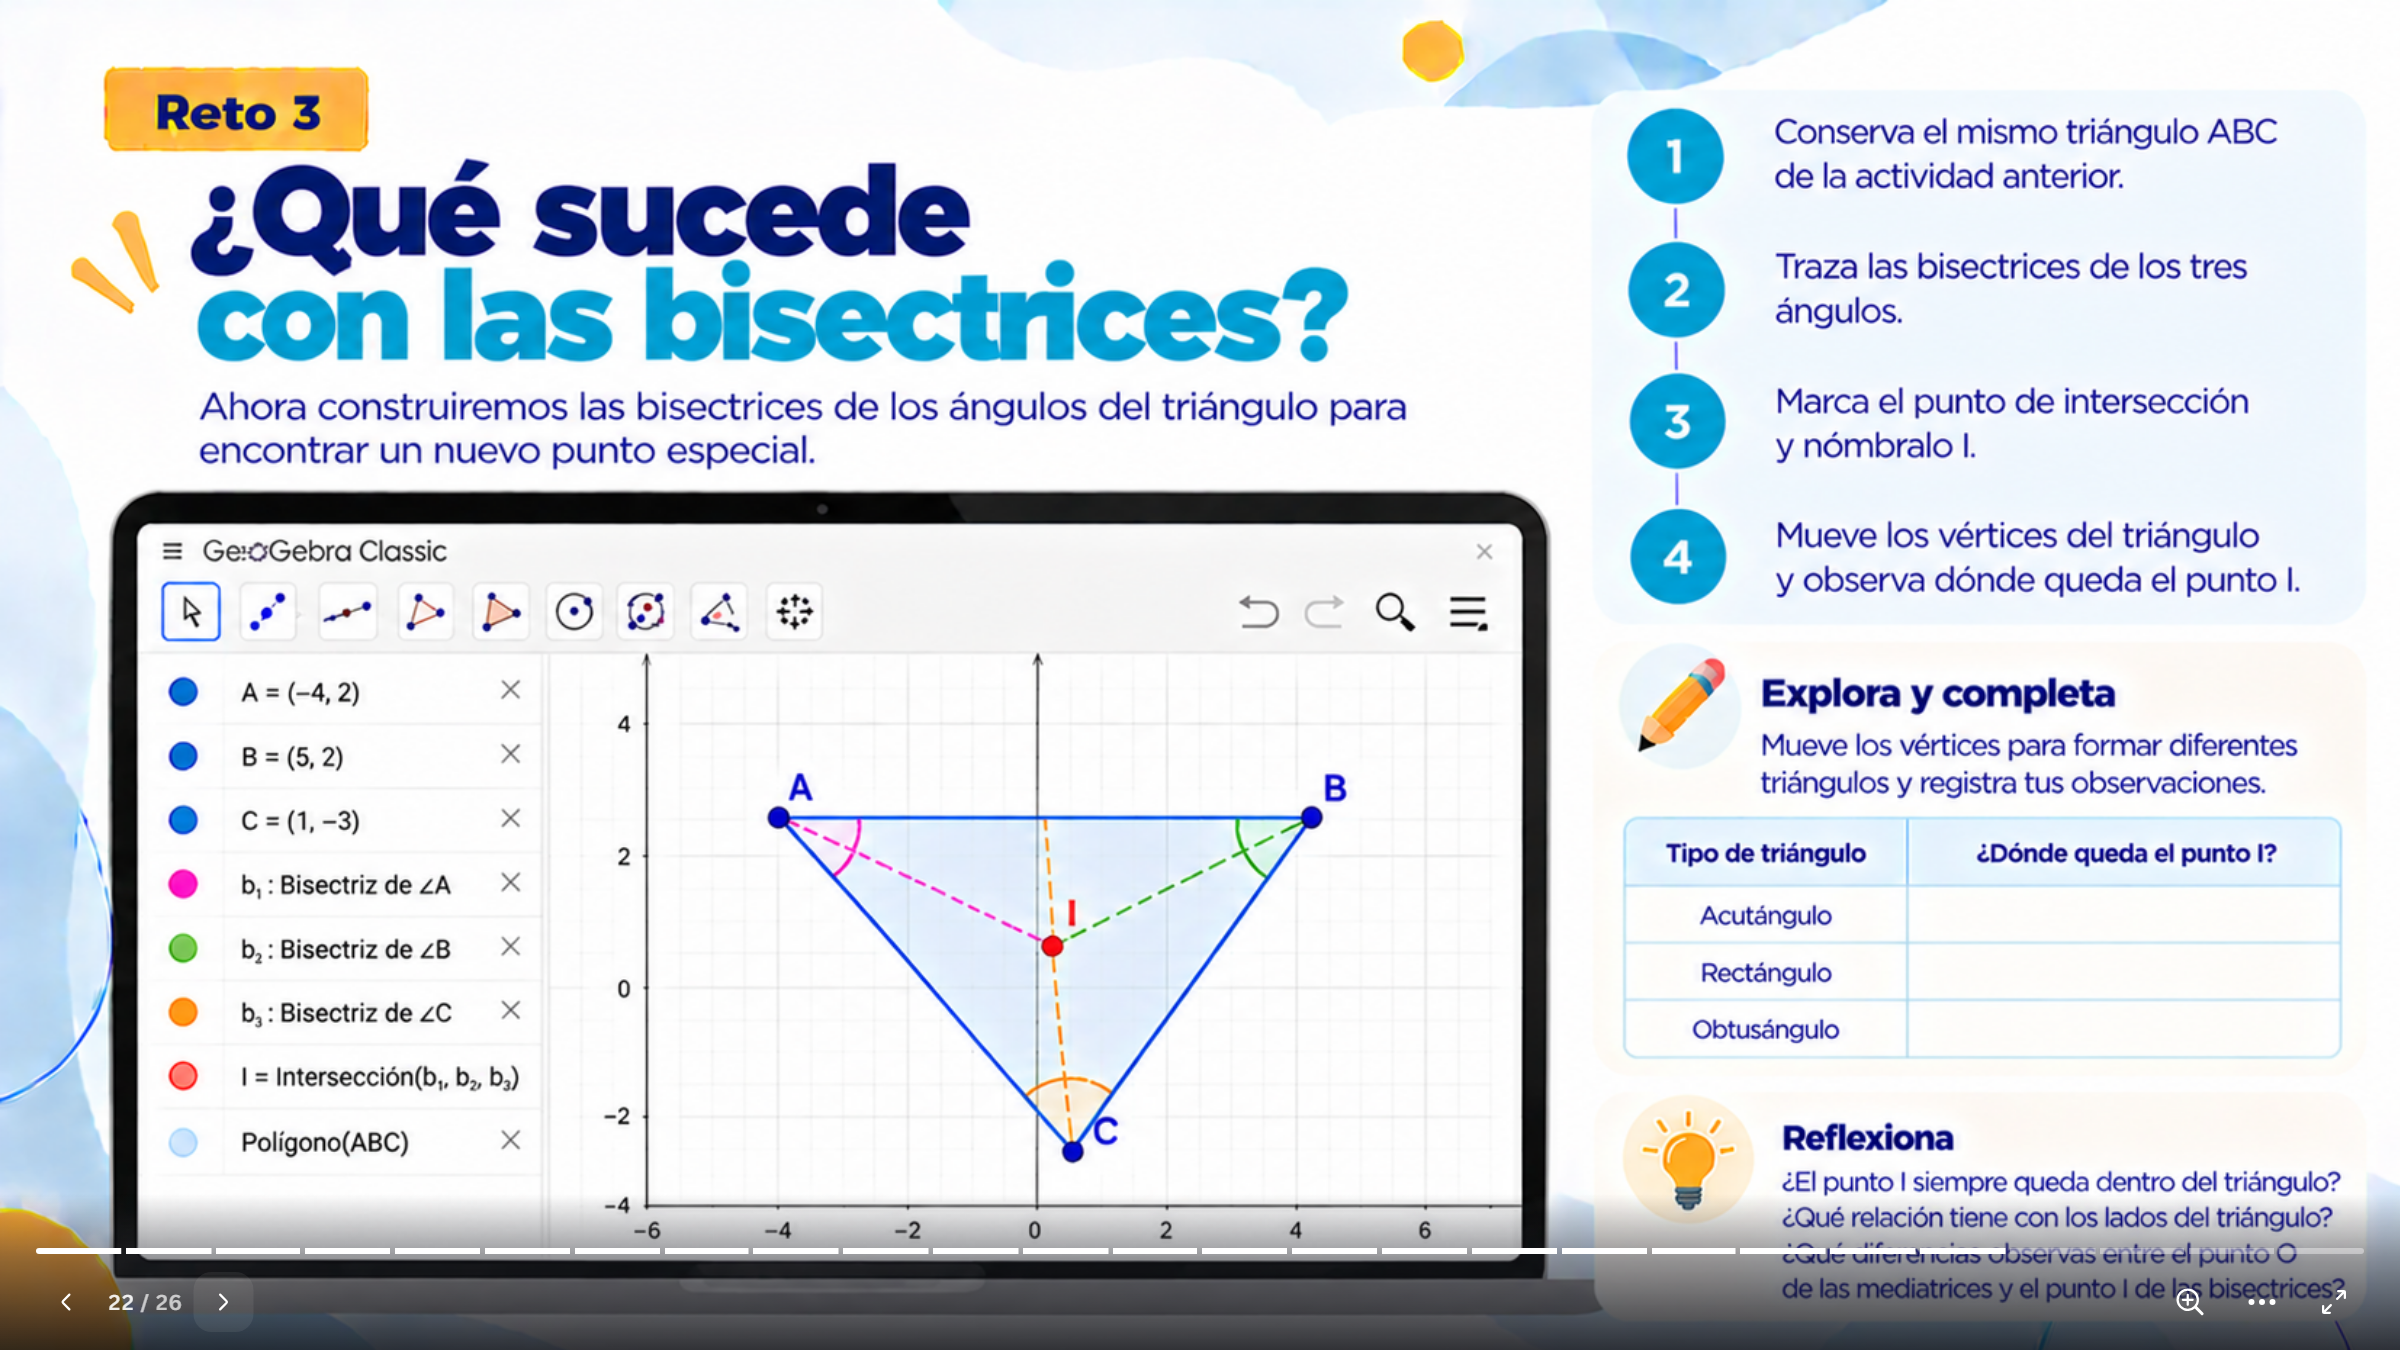 Reto 3
¿Qué sucede
con las bisectrices?
Ahora construiremos las bisectrices de los ángulos del triángulo para
encontrar un nuevo punto especial.
GeoGebra Classic
A = (−4, 2)
B = (5, 2)
C = (1, −3)
b₁ : Bisectriz de ∠A
b₂ : Bisectriz de ∠B
b₃ : Bisectriz de ∠C
I = Intersección(b₁, b₂, b₃)
Polígono(ABC)
4
2
0
−2
−4
−6 −4 −2 0 2 4 6
A
B
I
C
1
Conserva el mismo triángulo ABC
de la actividad anterior.
2
Traza las bisectrices de los tres
ángulos.
3
Marca el punto de intersección
y nómbralo I.
4
Mueve los vértices del triángulo
y observa dónde queda el punto I.
Explora y completa
Mueve los vértices para formar diferentes
triángulos y registra tus observaciones.
Tipo de triángulo ¿Dónde queda el punto I?
Acutángulo
Rectángulo
Obtusángulo
Reflexiona
¿El punto I siempre queda dentro del triángulo?
¿Qué relación tiene con los lados del triángulo?
¿Qué diferencias observas entre el punto O
de las mediatrices y el punto I de las bisectrices?
22 / 26